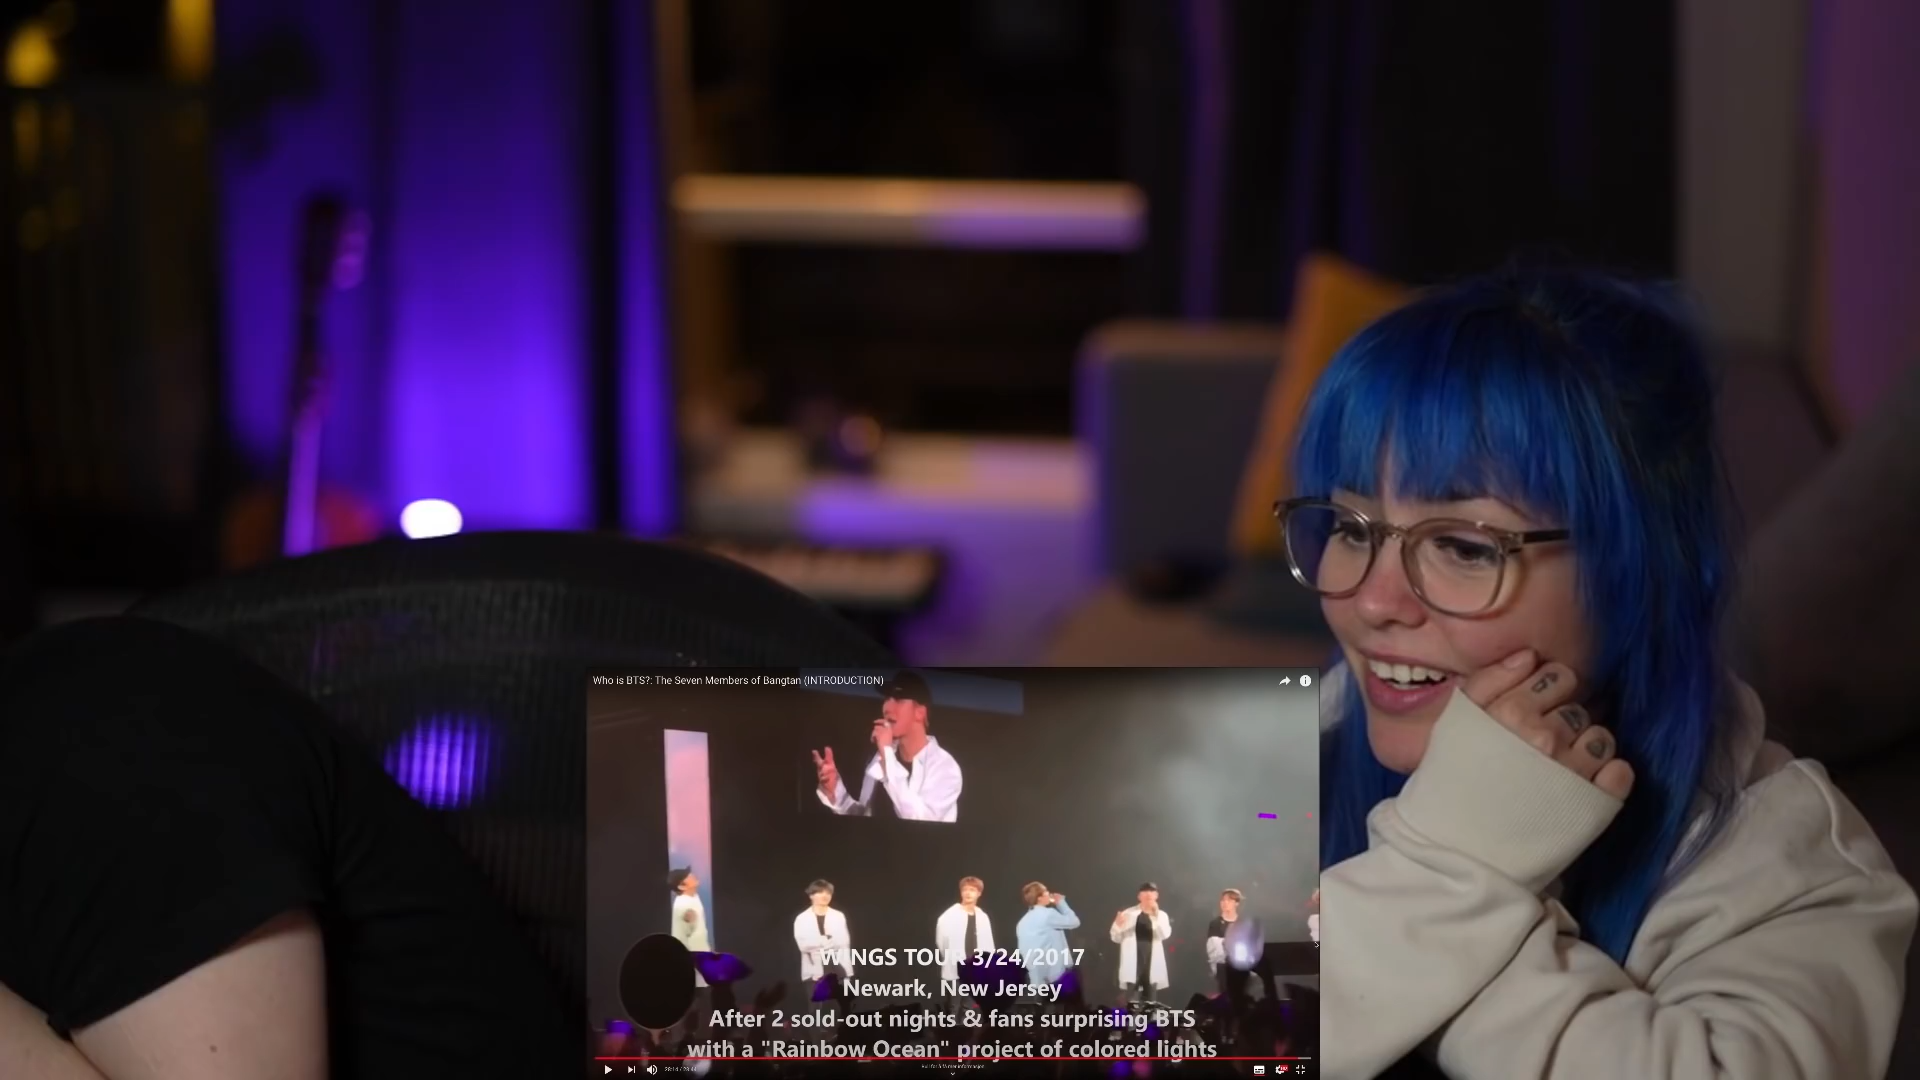 Who is BTS?: The Seven Members of Bangtan (INTRODUCTION)
WINGS TOUR 3/24/2017
Newark, New Jersey
After 2 sold-out nights & fans surprising BTS
with a "Rainbow Ocean" project of colored lights